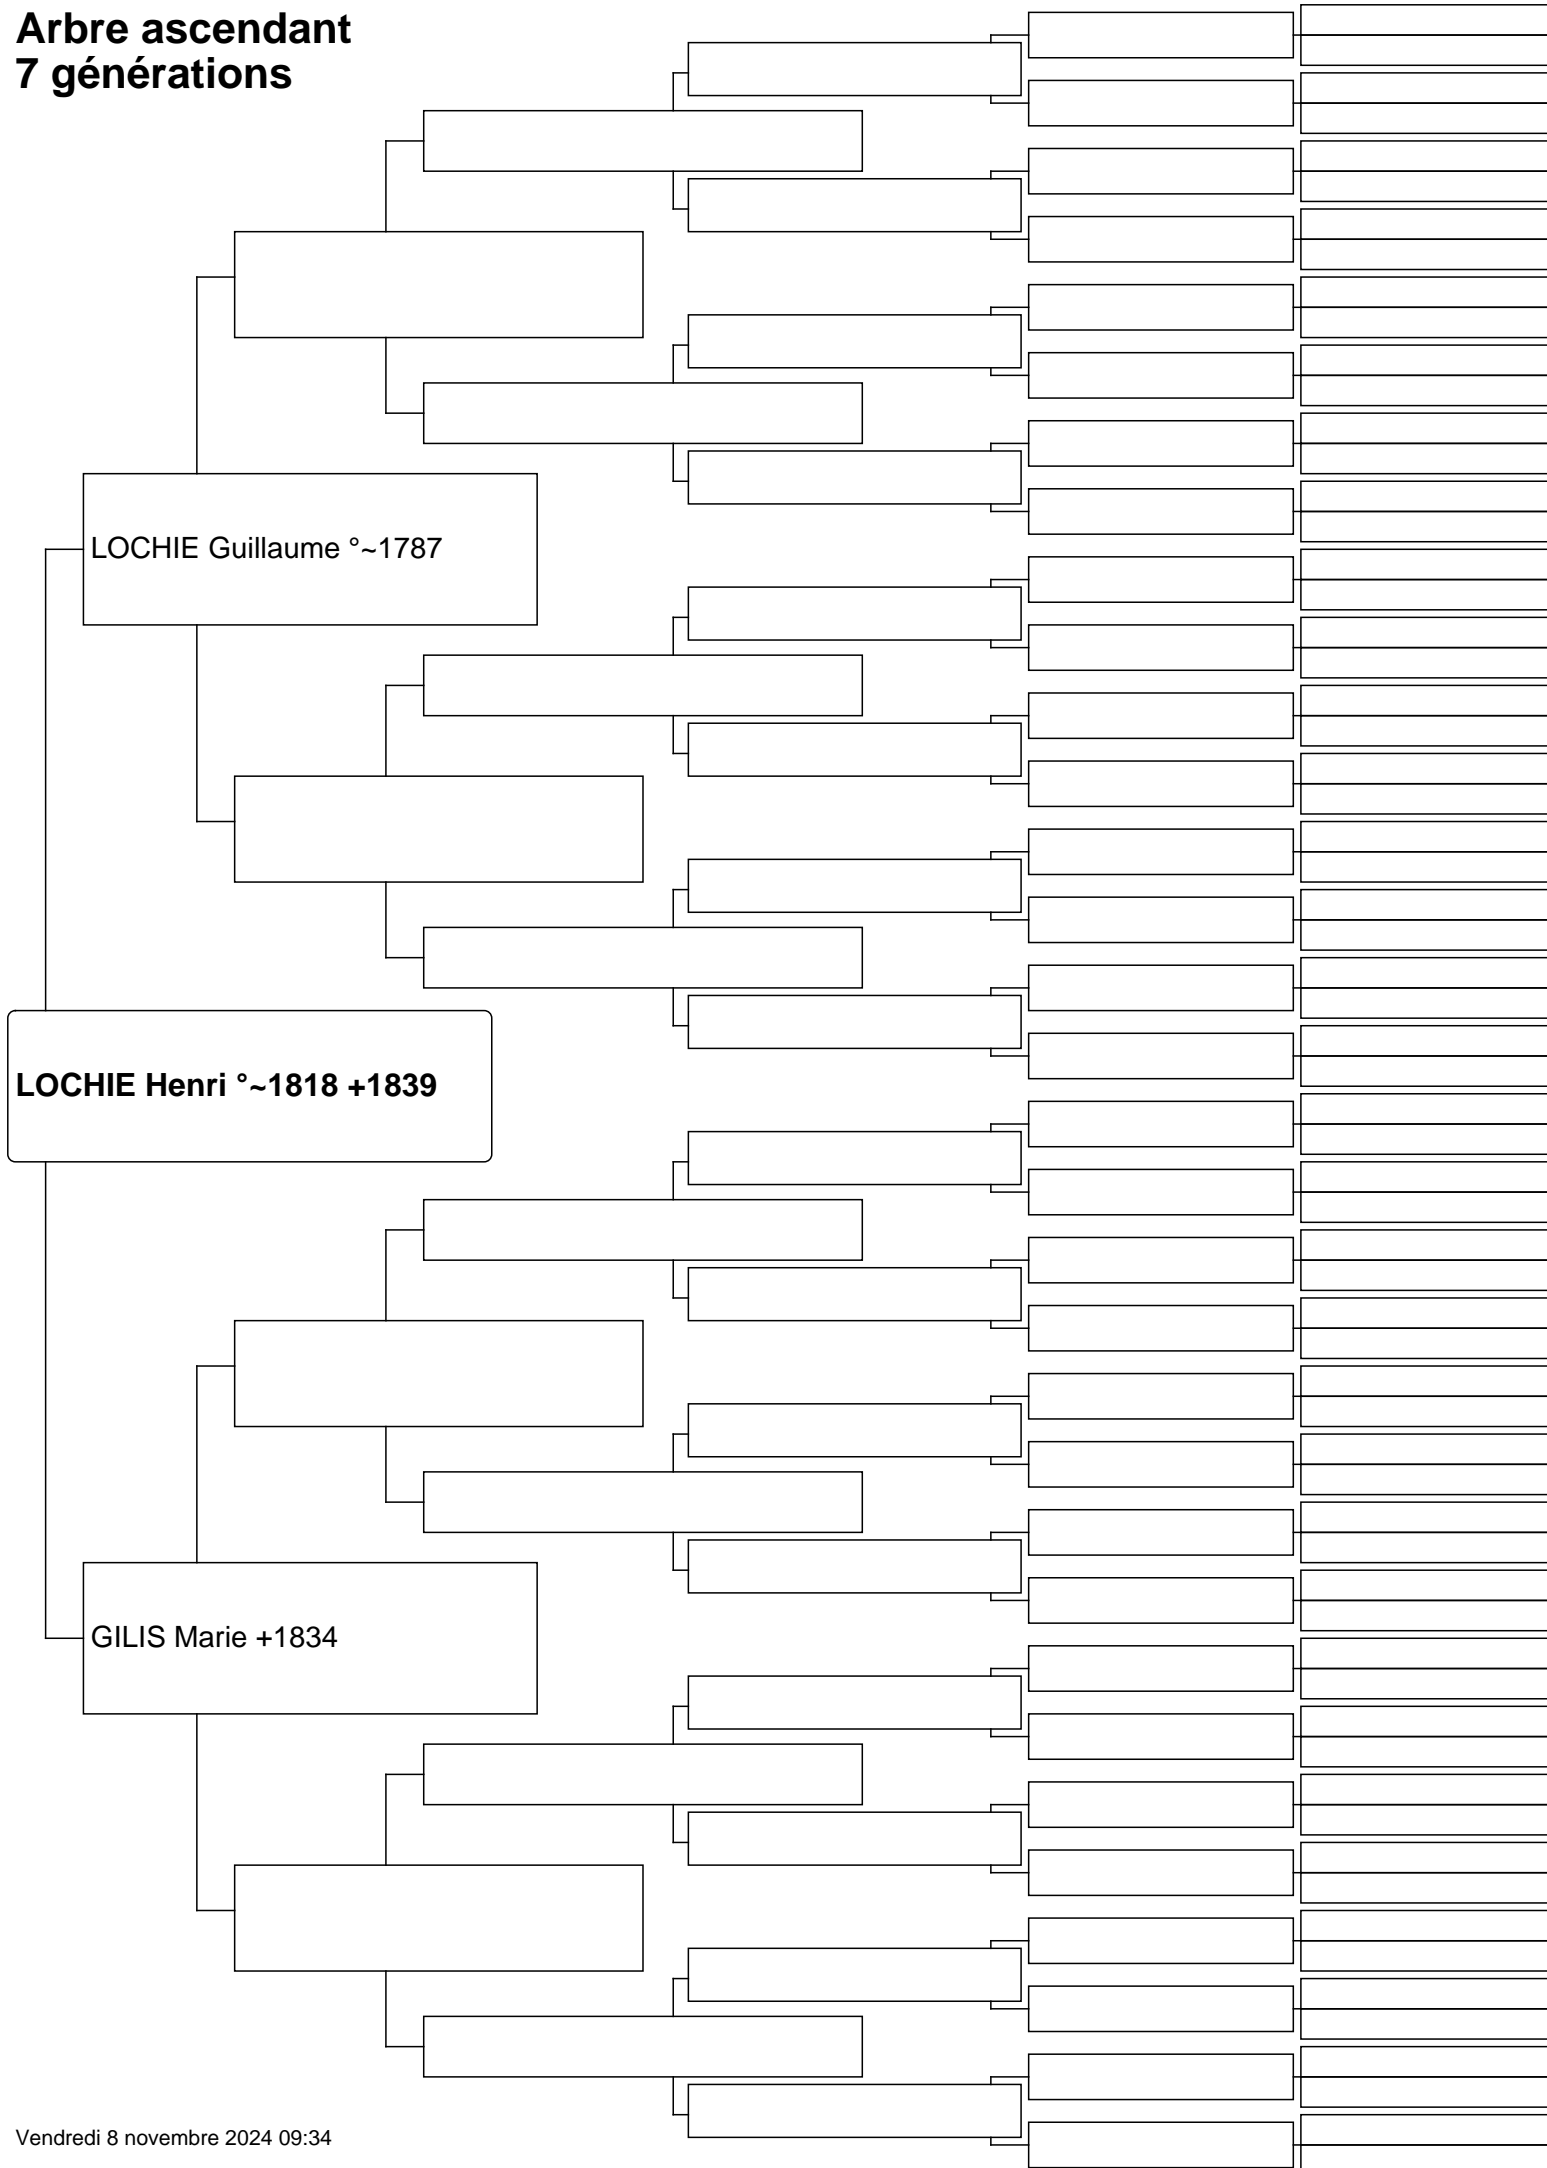 Arbre ascendant
7 générations
LOCHIE Guillaume °~1787
LOCHIE Henri °~1818 +1839
GILIS Marie +1834
Vendredi 8 novembre 2024 09:34